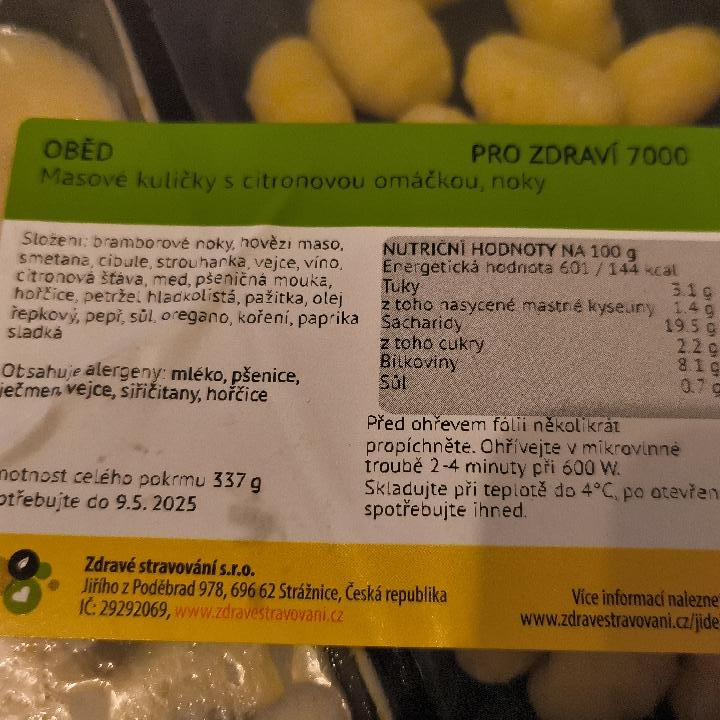 OBĚD
PRO ZDRAVÍ 7000
Masové kuličky s citronovou omáčkou, noky
Složení: bramborové noky, hovězí maso,
smetana, cibule, strouhanka, vejce, víno,
citronová šťáva, med, pšeničná mouka,
hořčice, petržel hladkolistá, pažitka, olej
řepkový, pepř, sůl, oregano, koření, paprika
sladká
Obsahuje alergeny: mléko, pšenice,
ječmen, vejce, siřičitany, hořčice
motnost celého pokrmu 337 g
otřebujte do 9.5. 2025
NUTRIČNÍ HODNOTY NA 100 g
Energetická hodnota 601 / 144 kcal
Tuky 3.1 g
z toho nasycené mastné kyseliny 1.4 g
Sacharidy 19.5 g
z toho cukry 2.2 g
Bílkoviny 8.1 g
Sůl 0.7 g
Před ohřevem fólii několikrát
propíchněte. Ohřívejte v mikrovlnné
troubě 2-4 minuty při 600 W.
Skladujte při teplotě do 4°C, po otevřen
spotřebujte ihned.
Zdravé stravování s.r.o.
Jiřího z Poděbrad 978, 696 62 Strážnice, Česká republika
IČ: 29292069, www.zdravestravovani.cz
Více informací nalezne
www.zdravestravovani.cz/jide